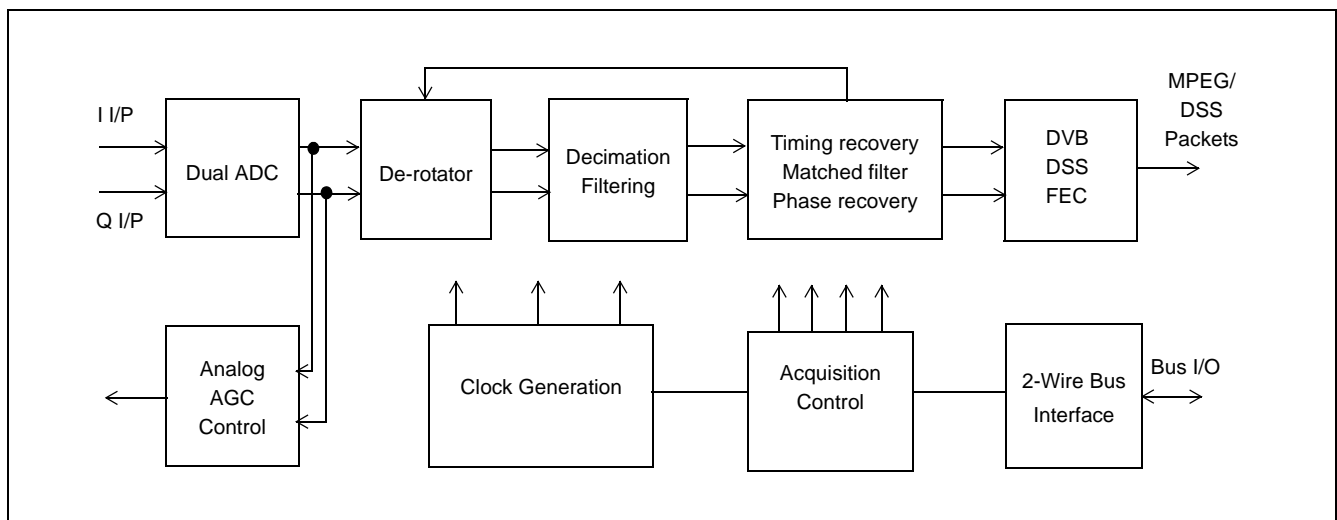 I I/P
Q I/P
Dual ADC
De-rotator
Decimation
Filtering
Timing recovery
Matched filter
Phase recovery
DVB
DSS
FEC
MPEG/
DSS
Packets
Analog
AGC
Control
Clock Generation
Acquisition
Control
2-Wire Bus
Interface
Bus I/O